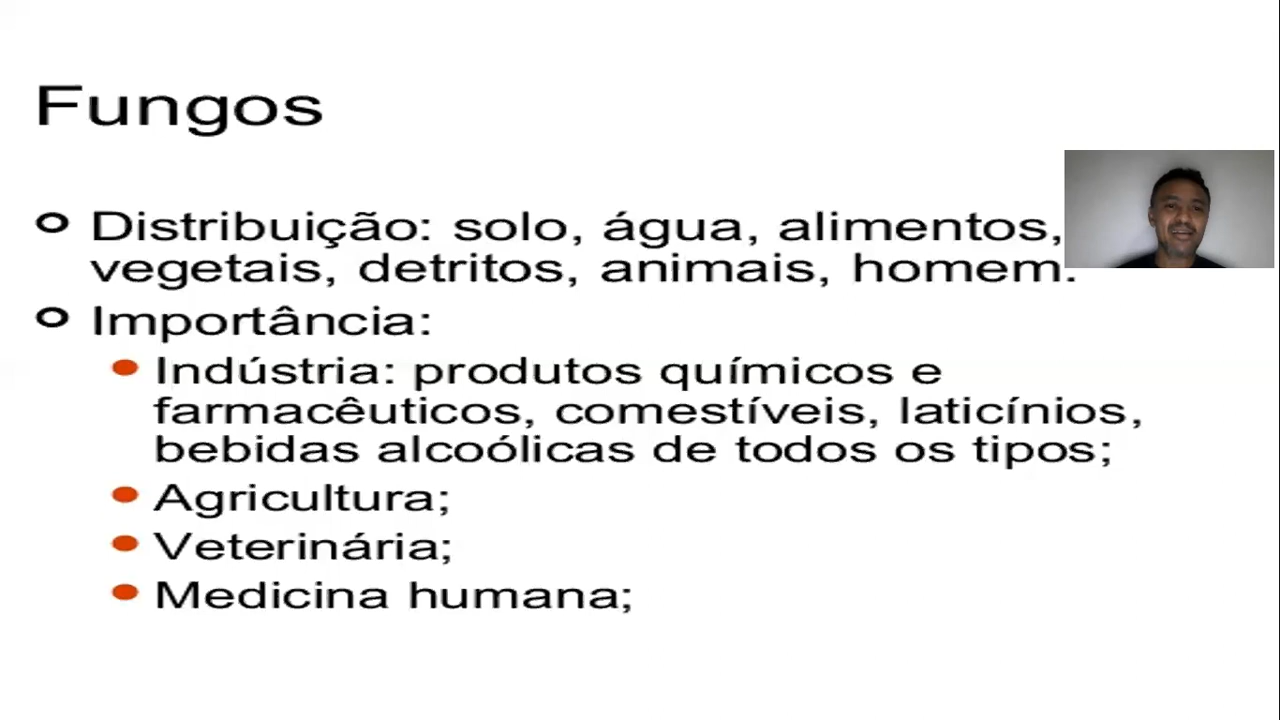 Fungos
Distribuição: solo, água, alimentos,
vegetais, detritos, animais, homem.
Importância:
Indústria: produtos químicos e
farmacêuticos, comestíveis, laticínios,
bebidas alcoólicas de todos os tipos;
Agricultura;
Veterinária;
Medicina humana;